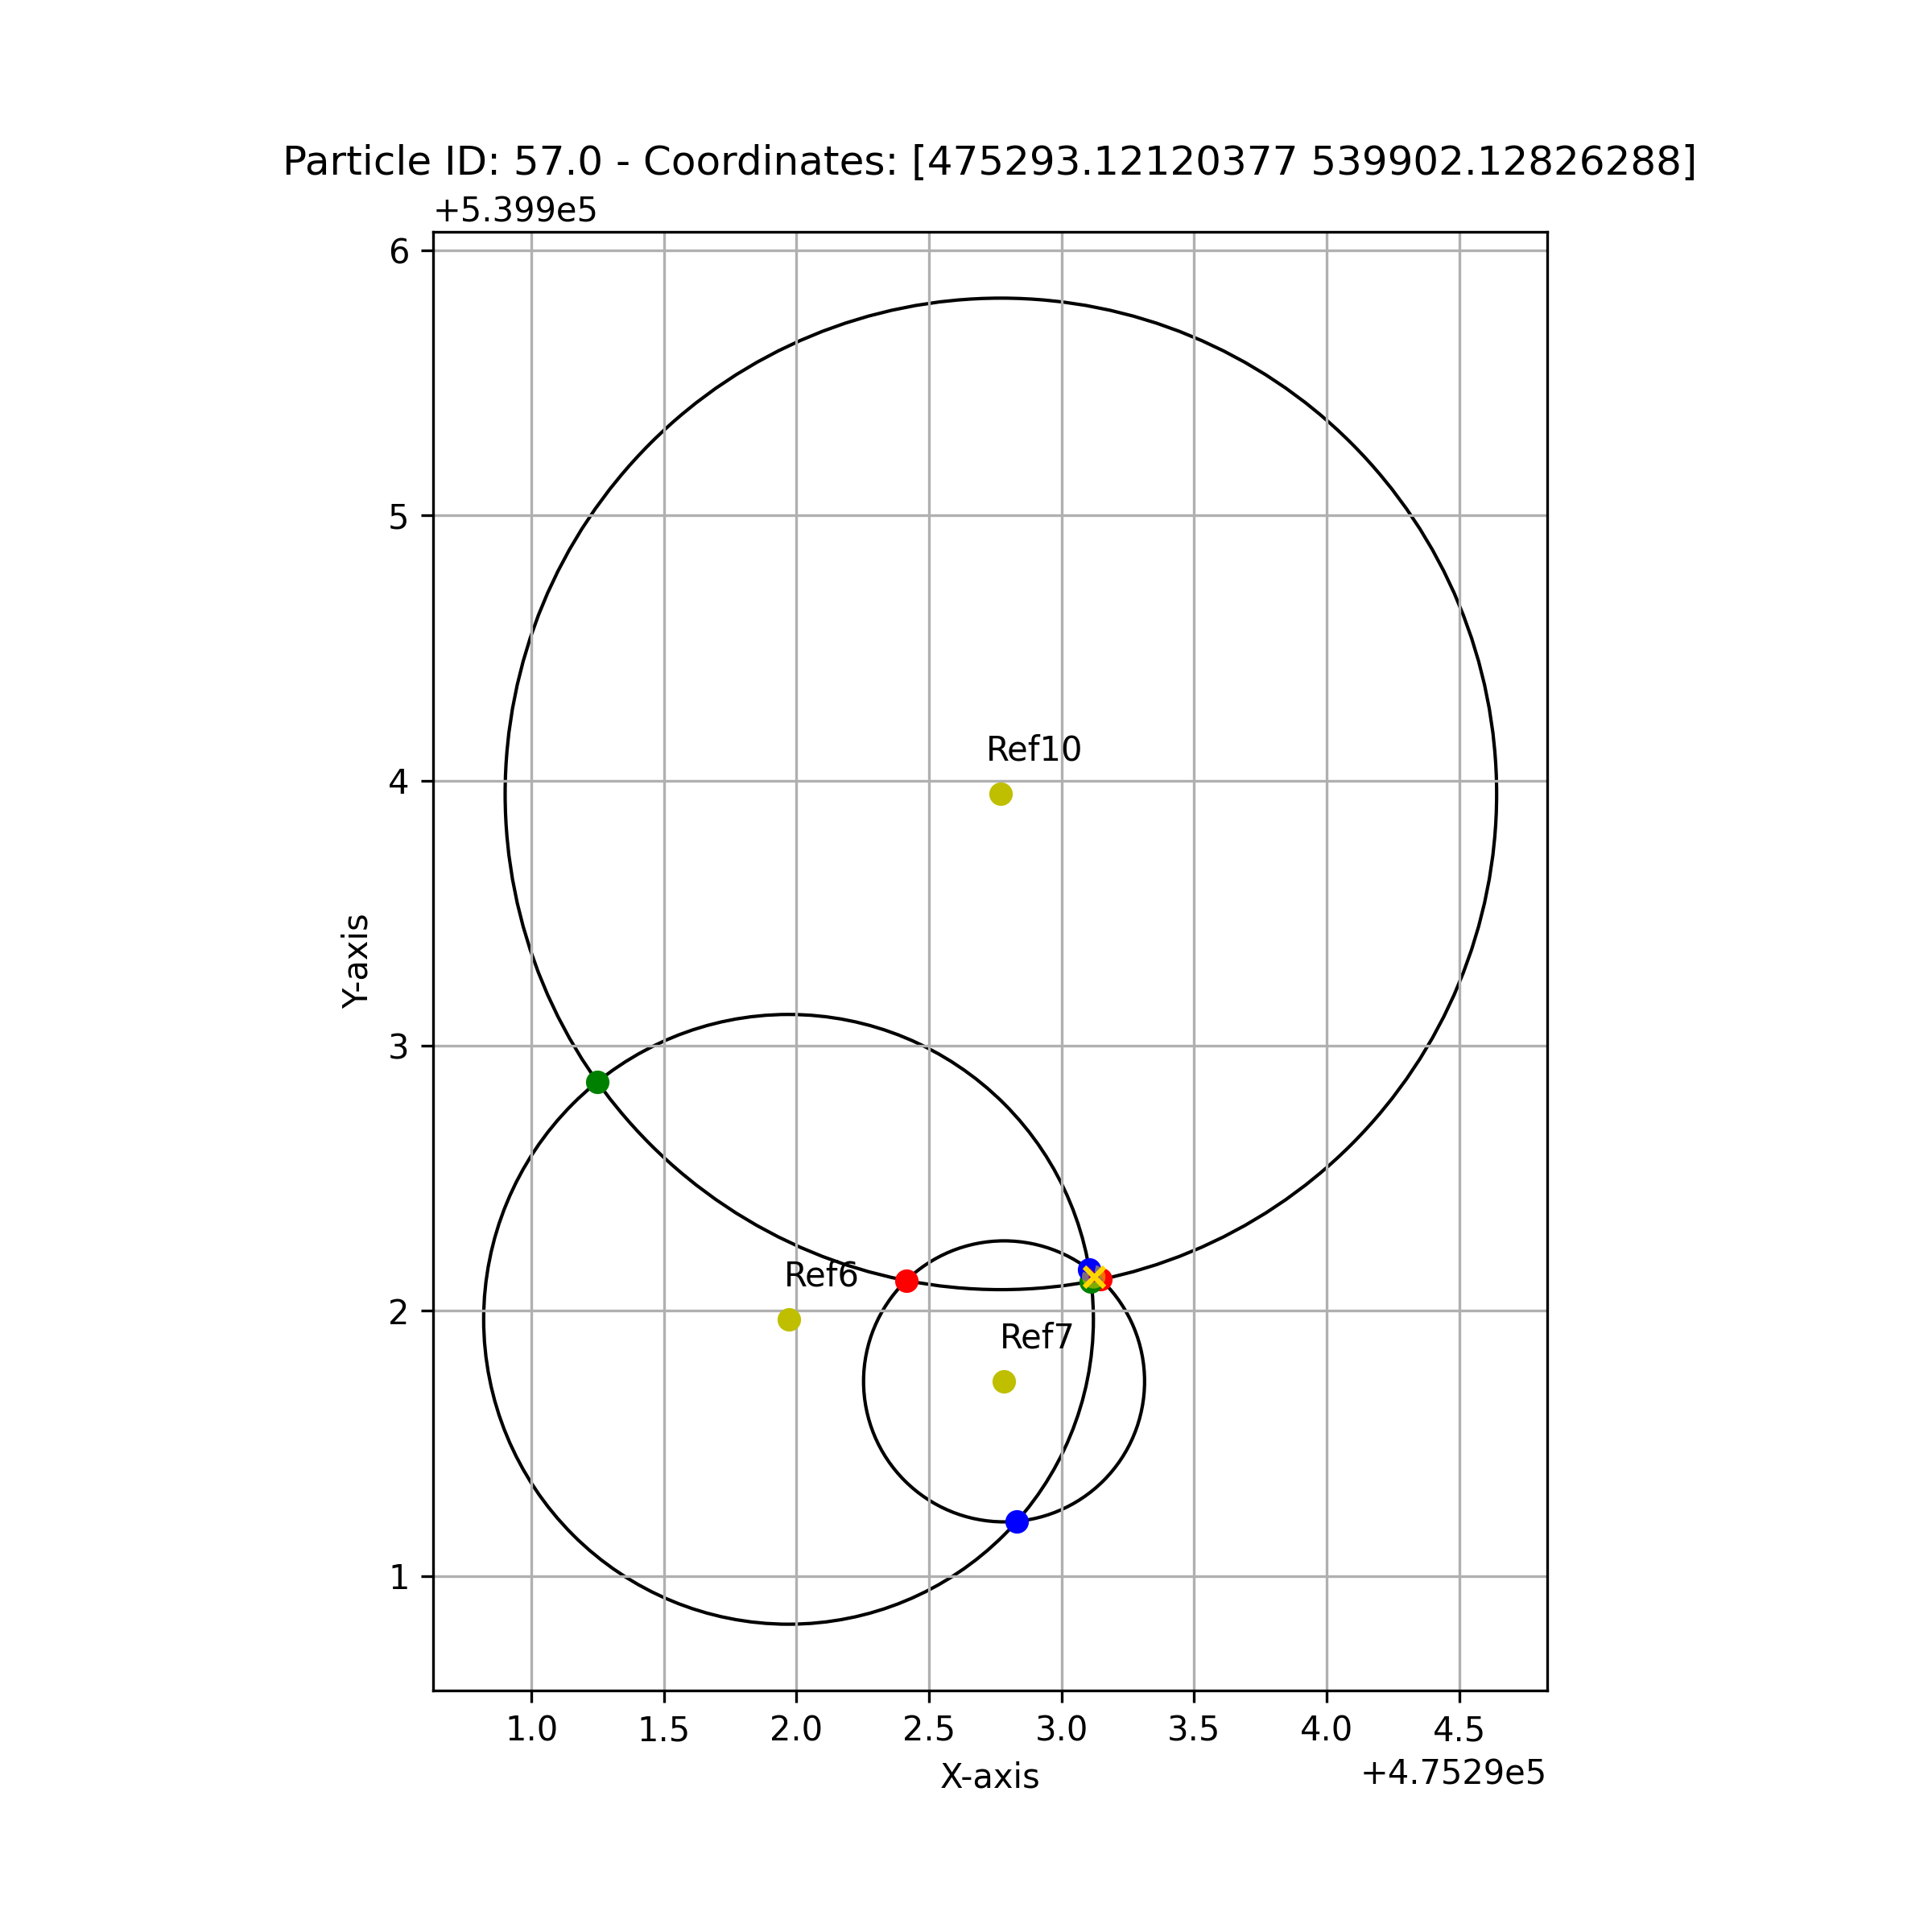 Particle ID: 57.0 - Coordinates: [475293.12120377 539902.12826288]
+5.399e5
6
5
Ref10
4
Y-axis
3
Ref6
2
Ref7
1
1.0 1.5 2.0 2.5 3.0 3.5 4.0 4.5
X-axis
+4.7529e5